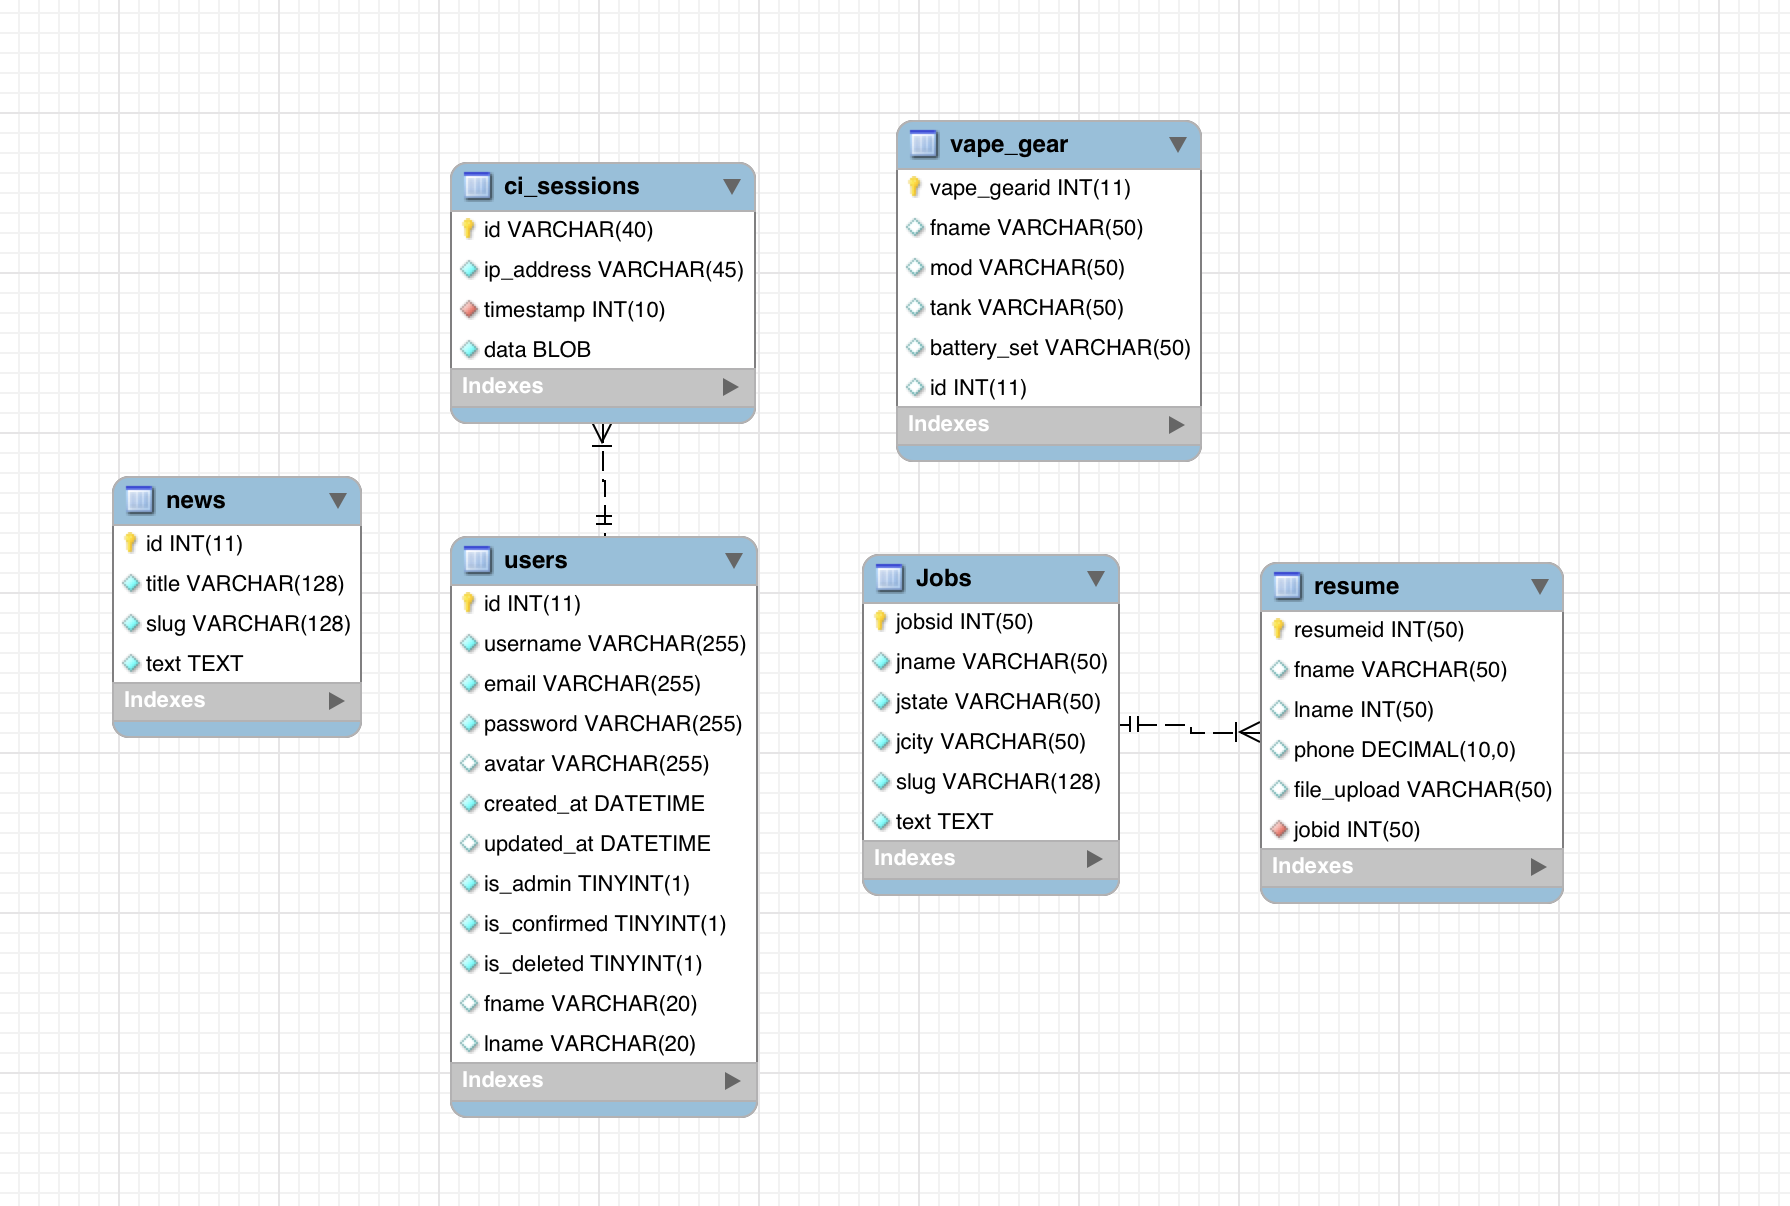 vape_gear
vape_gearid INT(11)
fname VARCHAR(50)
mod VARCHAR(50)
tank VARCHAR(50)
battery_set VARCHAR(50)
id INT(11)
Indexes
ci_sessions
id VARCHAR(40)
ip_address VARCHAR(45)
timestamp INT(10)
data BLOB
Indexes
news
id INT(11)
title VARCHAR(128)
slug VARCHAR(128)
text TEXT
Indexes
users
id INT(11)
username VARCHAR(255)
email VARCHAR(255)
password VARCHAR(255)
avatar VARCHAR(255)
created_at DATETIME
updated_at DATETIME
is_admin TINYINT(1)
is_confirmed TINYINT(1)
is_deleted TINYINT(1)
fname VARCHAR(20)
lname VARCHAR(20)
Indexes
Jobs
jobsid INT(50)
jname VARCHAR(50)
jstate VARCHAR(50)
jcity VARCHAR(50)
slug VARCHAR(128)
text TEXT
Indexes
resume
resumeid INT(50)
fname VARCHAR(50)
lname INT(50)
phone DECIMAL(10,0)
file_upload VARCHAR(50)
jobid INT(50)
Indexes